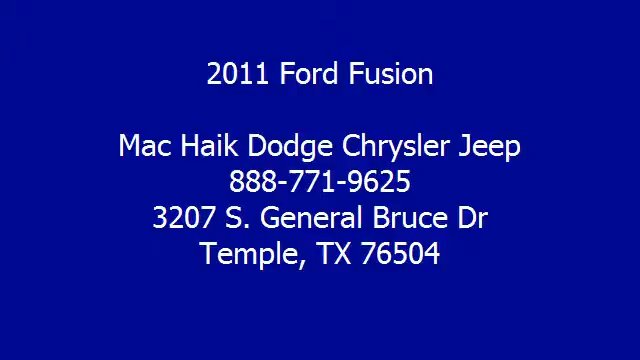 2011 Ford Fusion
Mac Haik Dodge Chrysler Jeep
888-771-9625
3207 S. General Bruce Dr
Temple, TX 76504